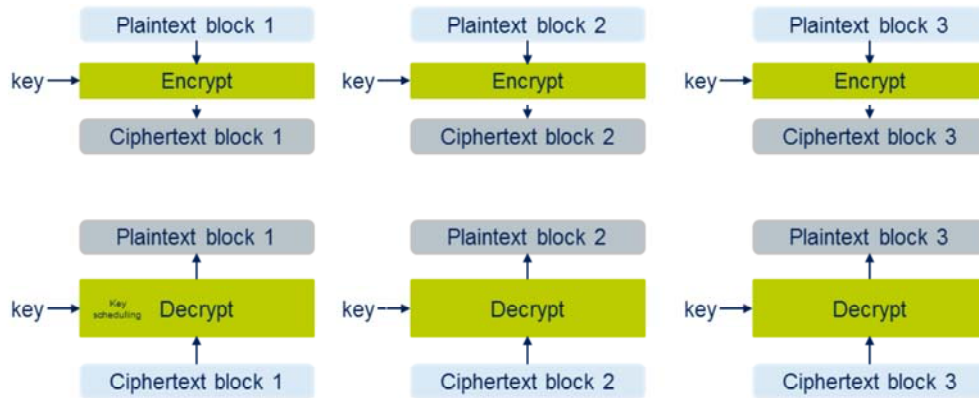 Plaintext block 1 Plaintext block 2 Plaintext block 3
key Encrypt key Encrypt key Encrypt
Ciphertext block 1 Ciphertext block 2 Ciphertext block 3
Plaintext block 1 Plaintext block 2 Plaintext block 3
key Key scheduling Decrypt key Decrypt key Decrypt
Ciphertext block 1 Ciphertext block 2 Ciphertext block 3